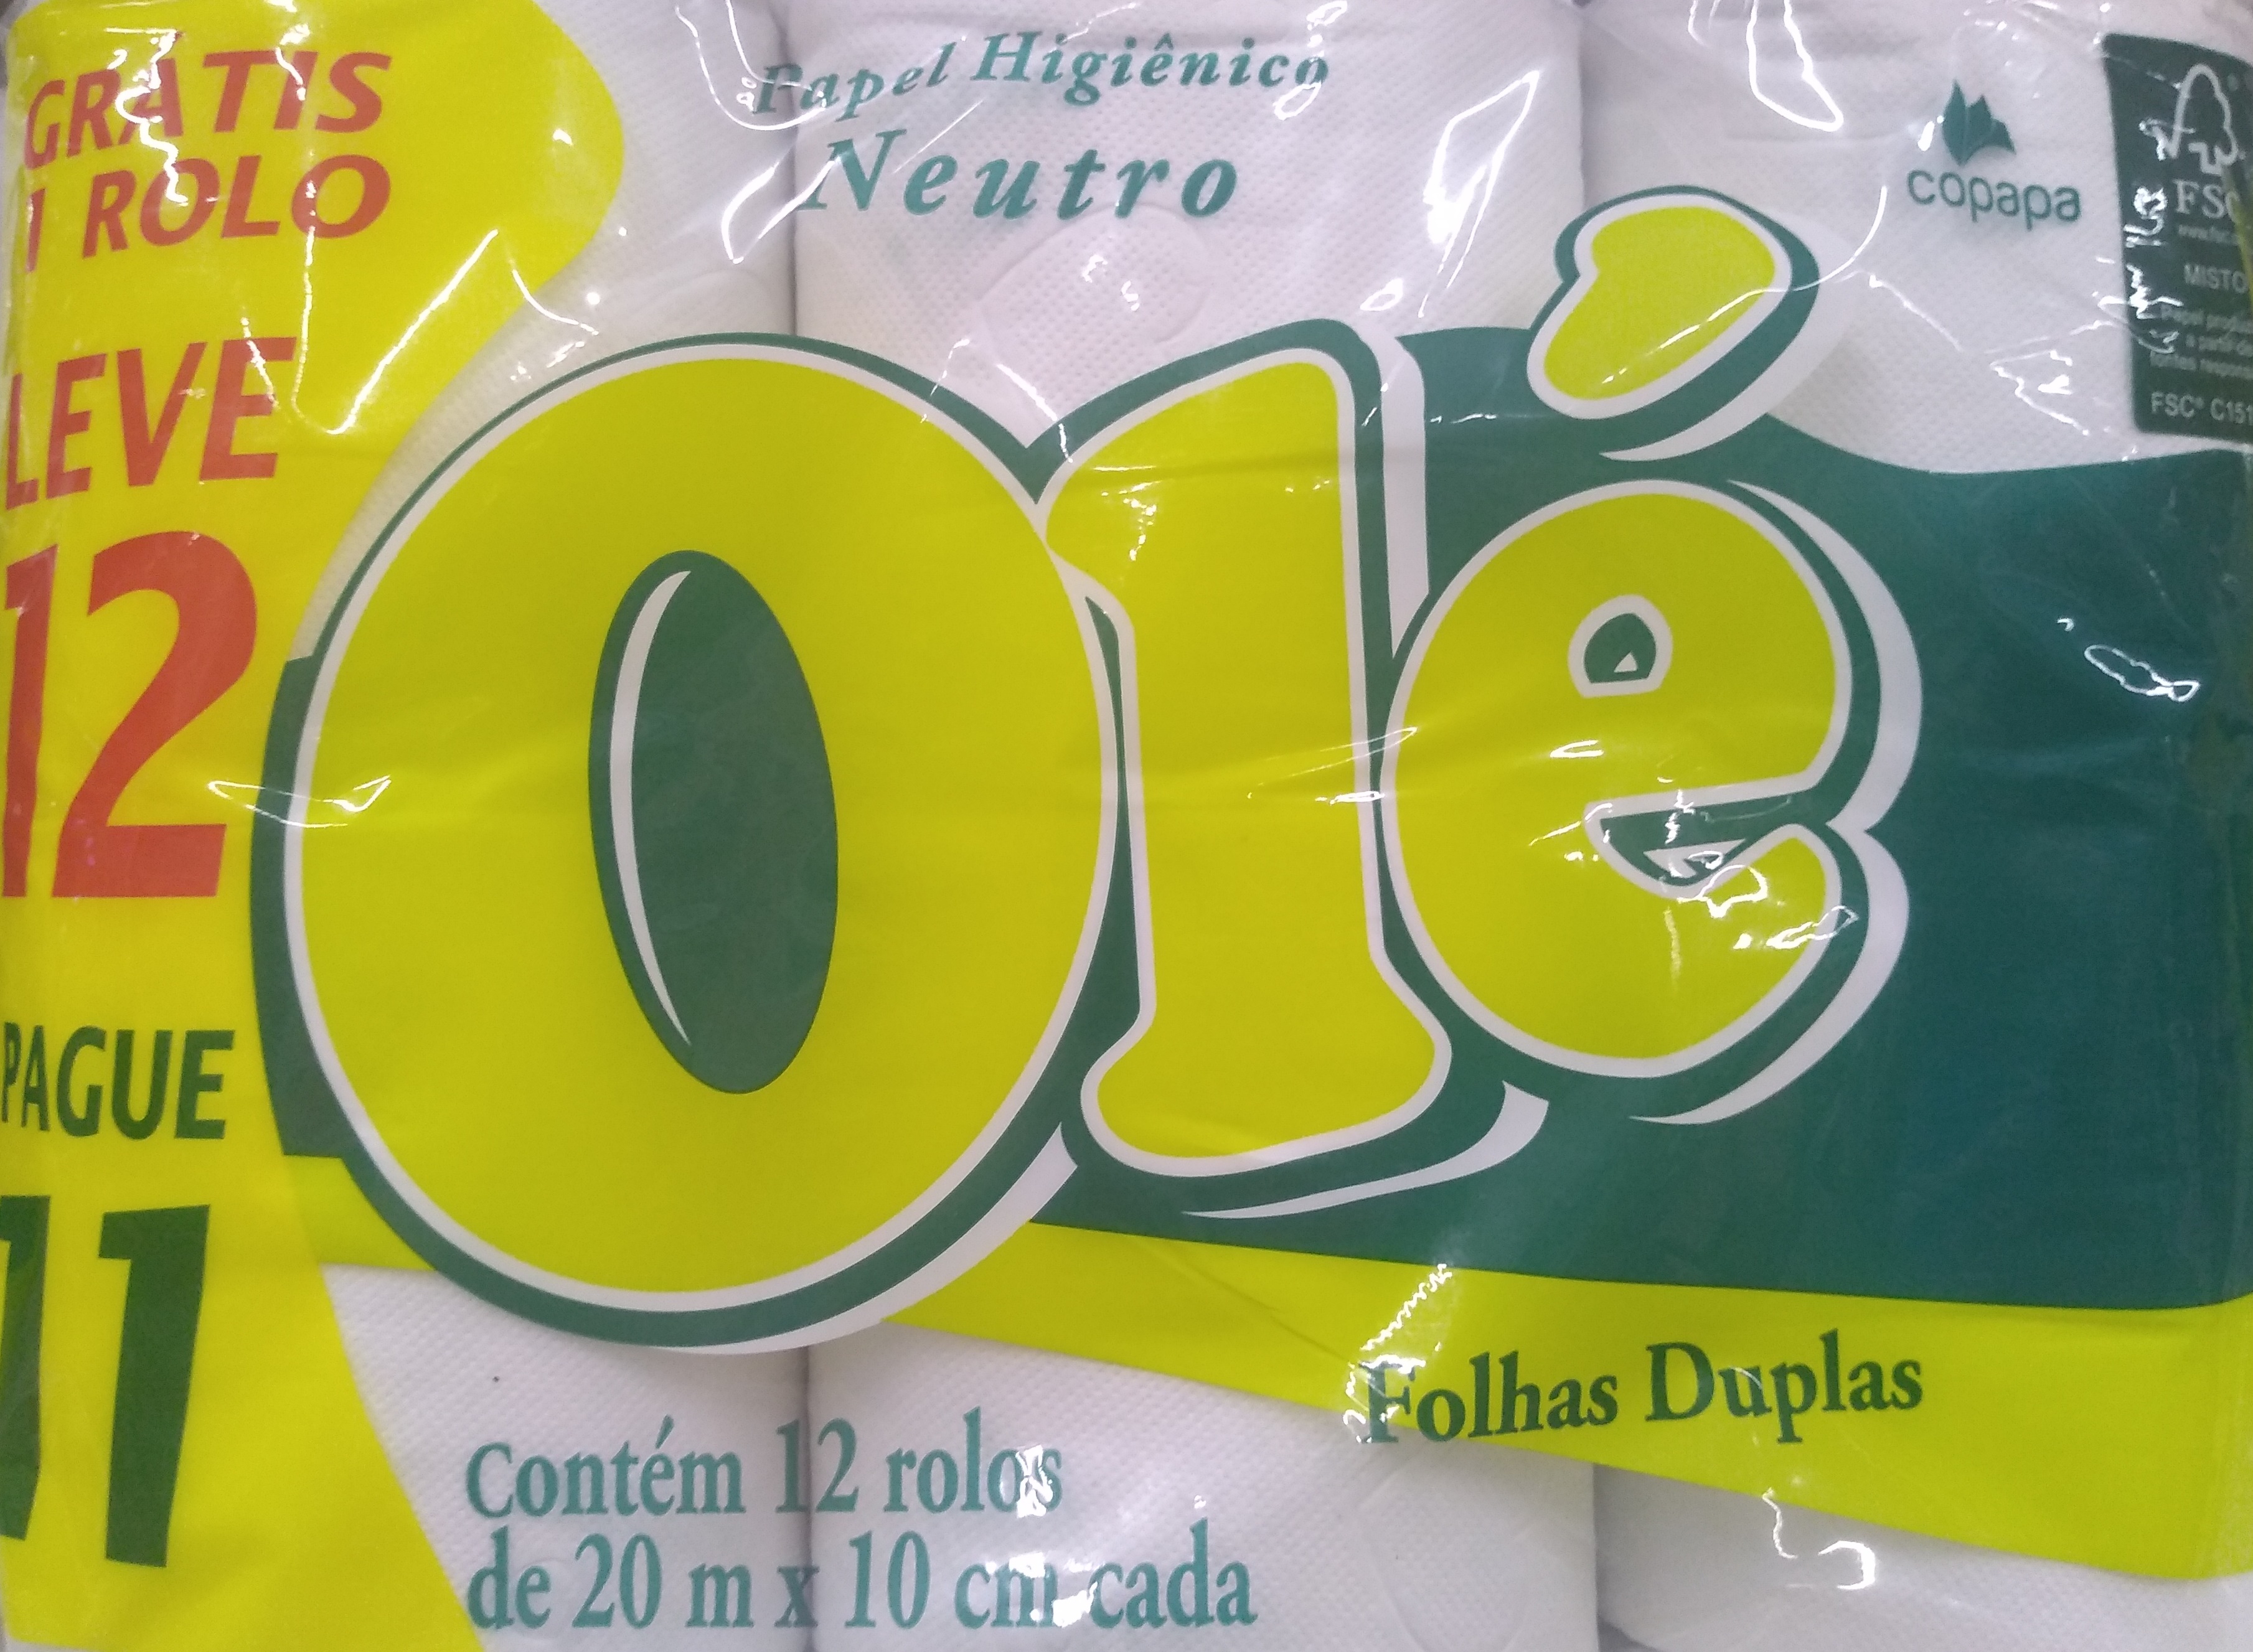 GRÁTIS
1 ROLO
LEVE
12
PAGUE
11
Papel Higiênico
Neutro
copapa
FSC
MISTO
FSC® C151
Olé
Folhas Duplas
Contém 12 rolos
de 20 m x 10 cm cada